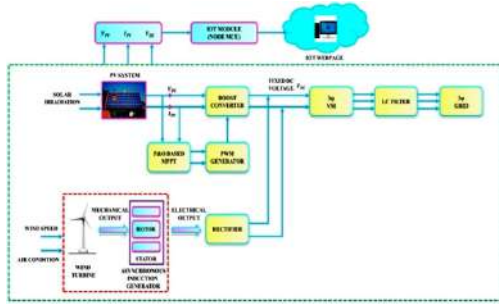 V_PV I_PV V_DC
IOT MODULE
(NODE MCU)
IOT WEBPAGE
PV SYSTEM
SOLAR
IRRADIATION
V_PV
I_PV
BOOST
CONVERTER
FIXED DC
VOLTAGE V_DC
3φ
VSI
LC FILTER
3φ
GRID
P&O BASED
MPPT
PWM
GENERATOR
WIND SPEED
AIR CONDITION
WIND
TURBINE
MECHANICAL
OUTPUT
ROTOR
STATOR
ASYNCHRONOUS
INDUCTION
GENERATOR
ELECTRICAL
OUTPUT
RECTIFIER